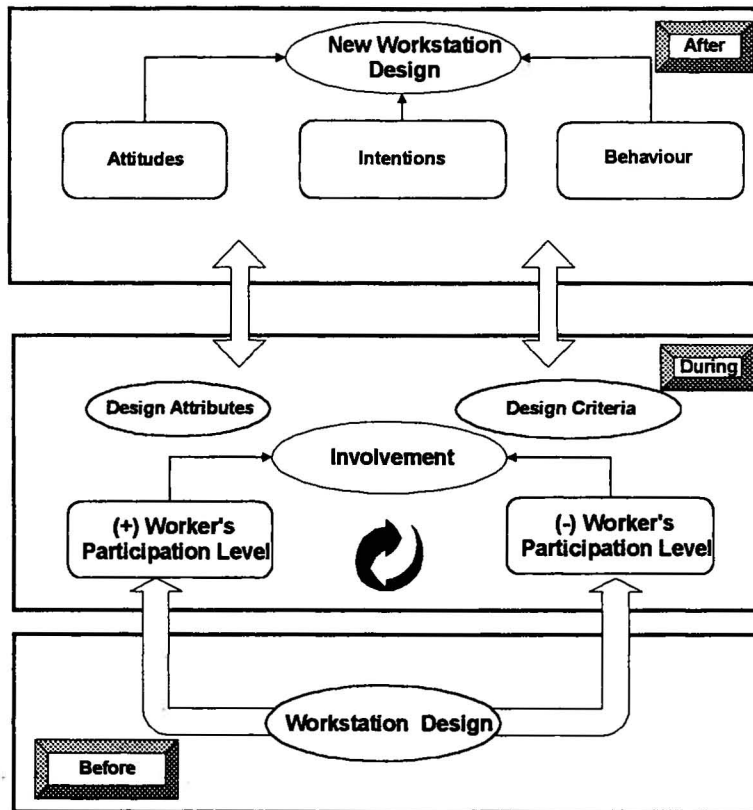 New Workstation
Design
After
Attitudes
Intentions
Behaviour
During
Design Attributes
Design Criteria
Involvement
(+) Worker's
Participation Level
(-) Worker's
Participation Level
Workstation Design
Before